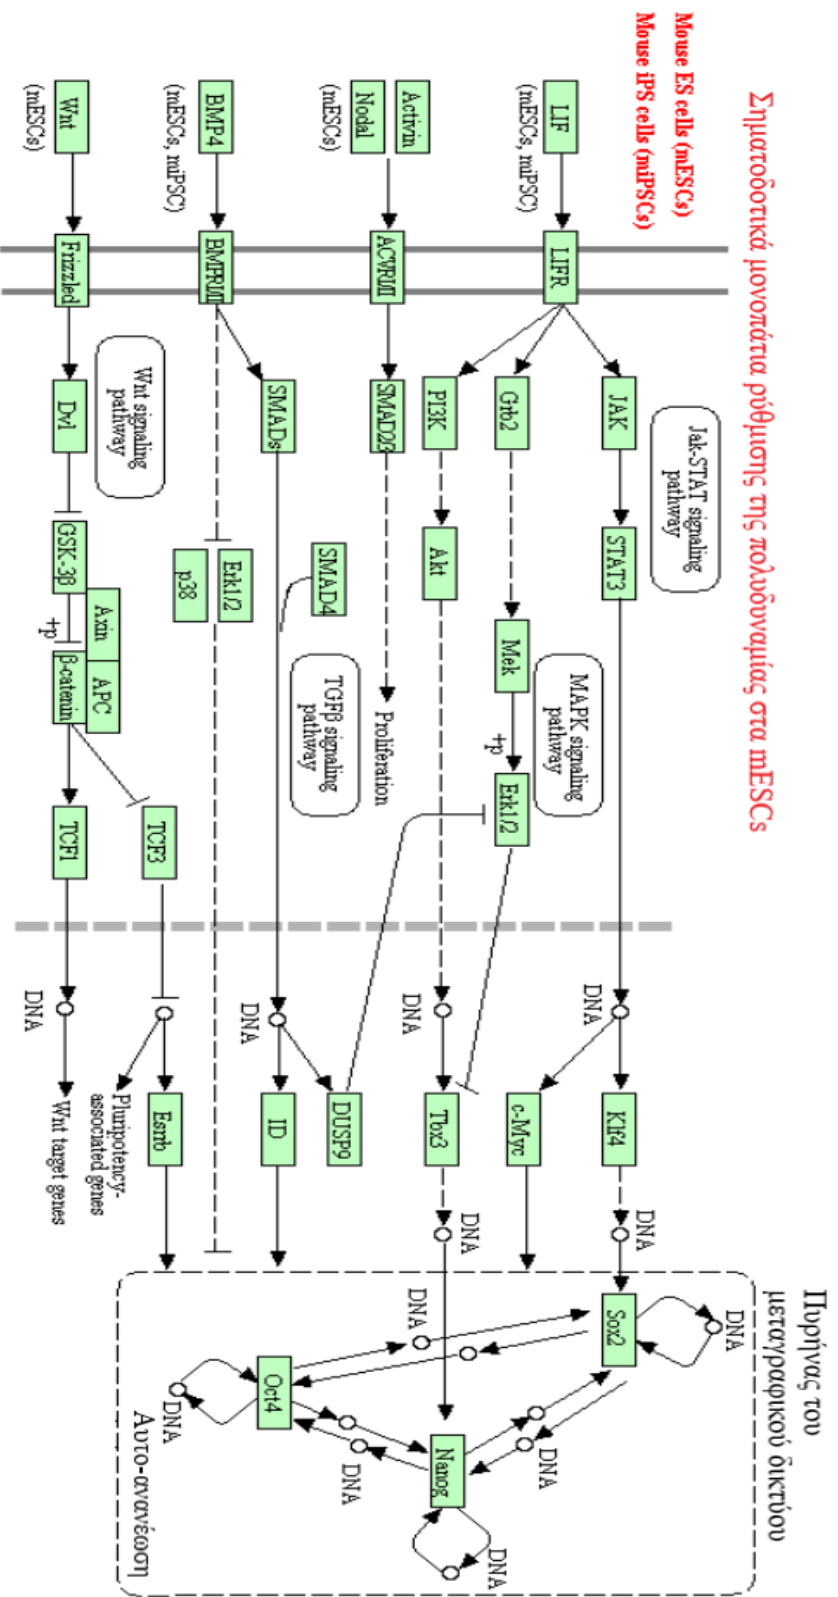 Σηματοδοτικά μονοπάτια ρύθμισης της πολυδυναμίας στα mESCs
Mouse ES cells (mESCs)
Mouse iPS cells (miPSCs)
Πυρήνας του
μεταγραφικού δικτύου
Jak-STAT signaling
pathway
JAK
STAT3
DNA
Klf4
DNA
Sox2
DNA
LIF
(mESCs, miPSC)
LIFR
Grb2
Mek
+p
Erk1/2
MAPK signaling
pathway
c-Myc
PI3K
Akt
DNA
Tbx3
DNA
Nanog
DNA
DNA
DNA
DNA
Activin
Nodal
(mESCs)
ACVRI/II
SMAD2/3
Proliferation
TGFβ signaling
pathway
DUSP9
SMAD4
BMP4
(mESCs, miPSC)
BMPRI/II
SMADs
DNA
ID
Oct4
DNA
Erk1/2
p38
Wnt signaling
pathway
TCF3
Esrrb
Pluripotency-
associated genes
Αυτο-ανανέωση
Wnt
(mESCs)
Frizzled
Dvl
GSK-3β
+p
Axin
APC
β-catenin
TCF1
DNA
Wnt target genes